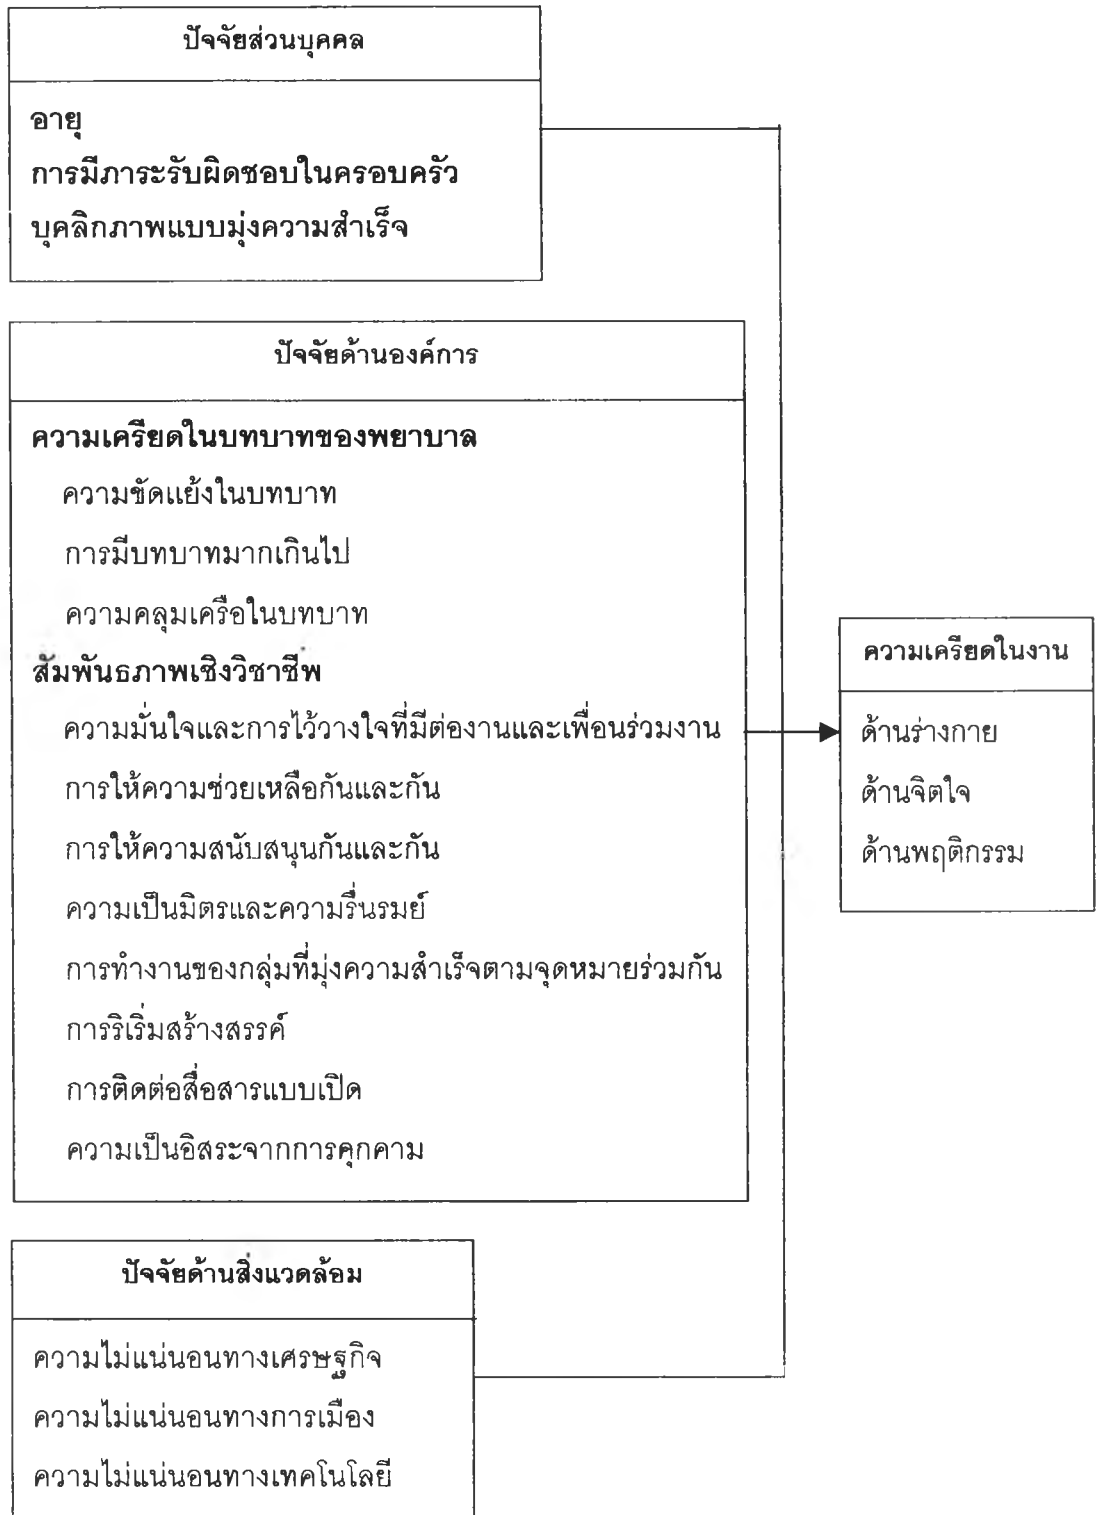 ปัจจัยส่วนบุคคล
อายุ
การมีภาระรับผิดชอบในครอบครัว
บุคลิกภาพแบบมุ่งความสำเร็จ
ปัจจัยด้านองค์การ
ความเครียดในบทบาทของพยาบาล
ความขัดแย้งในบทบาท
การมีบทบาทมากเกินไป
ความคลุมเครือในบทบาท
สัมพันธภาพเชิงวิชาชีพ
ความมั่นใจและการไว้วางใจที่มีต่องานและเพื่อนร่วมงาน
การให้ความช่วยเหลือกันและกัน
การให้ความสนับสนุนกันและกัน
ความเป็นมิตรและความรื่นรมย์
การทำงานของกลุ่มที่มุ่งความสำเร็จตามจุดหมายร่วมกัน
การริเริ่มสร้างสรรค์
การติดต่อสื่อสารแบบเปิด
ความเป็นอิสระจากการคุกคาม
ปัจจัยด้านสิ่งแวดล้อม
ความไม่แน่นอนทางเศรษฐกิจ
ความไม่แน่นอนทางการเมือง
ความไม่แน่นอนทางเทคโนโลยี
ความเครียดในงาน
ด้านร่างกาย
ด้านจิตใจ
ด้านพฤติกรรม